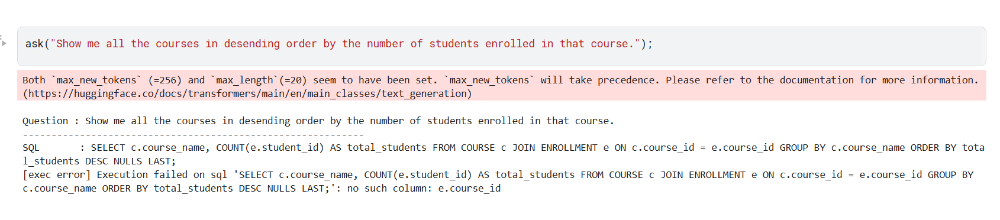 ask("Show me all the courses in desending order by the number of students enrolled in that course.");
Both `max_new_tokens` (=256) and `max_length`(=20) seem to have been set. `max_new_tokens` will take precedence. Please refer to the documentation for more information.
(https://huggingface.co/docs/transformers/main/en/main_classes/text_generation)
Question : Show me all the courses in desending order by the number of students enrolled in that course.
------------------------------------------------------------
SQL       : SELECT c.course_name, COUNT(e.student_id) AS total_students FROM COURSE c JOIN ENROLLMENT e ON c.course_id = e.course_id GROUP BY c.course_name ORDER BY tota
l_students DESC NULLS LAST;
[exec error] Execution failed on sql 'SELECT c.course_name, COUNT(e.student_id) AS total_students FROM COURSE c JOIN ENROLLMENT e ON c.course_id = e.course_id GROUP BY
c.course_name ORDER BY total_students DESC NULLS LAST;': no such column: e.course_id